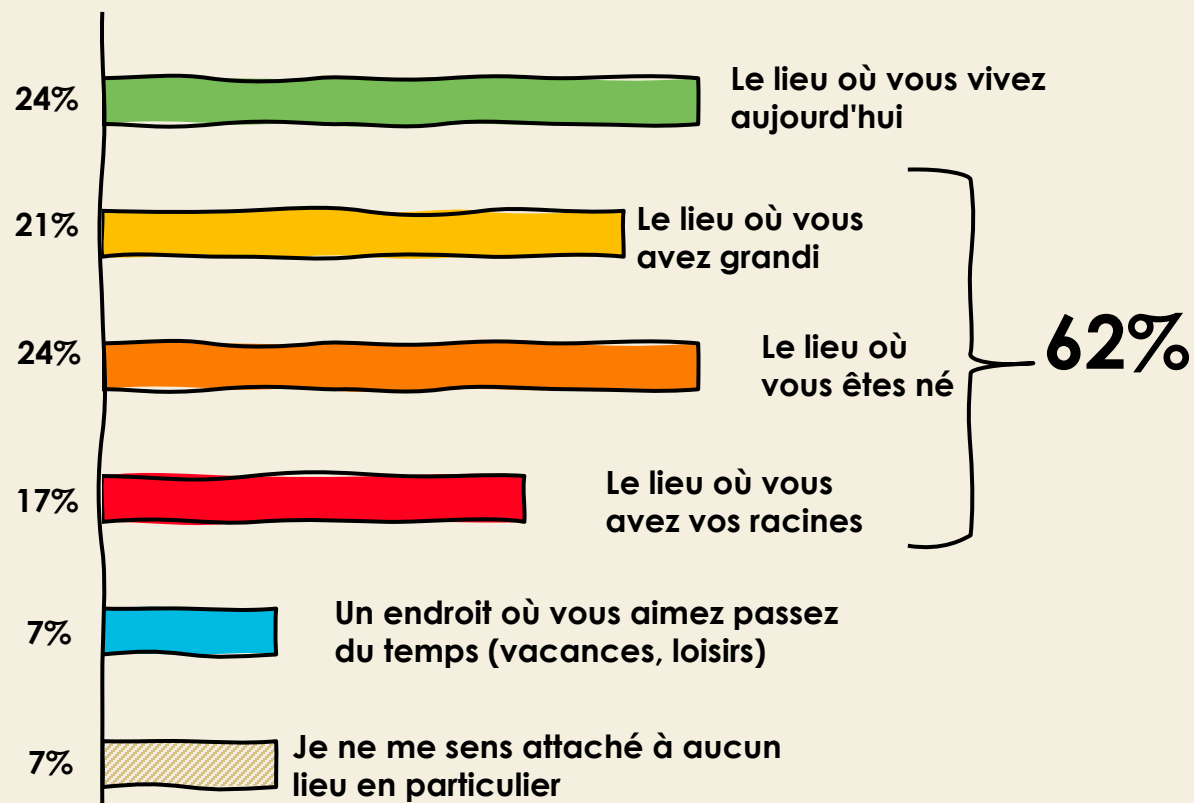 24%
Le lieu où vous vivez
aujourd'hui
21%
Le lieu où vous
avez grandi
24%
Le lieu où
vous êtes né
62%
17%
Le lieu où vous
avez vos racines
7%
Un endroit où vous aimez passez
du temps (vacances, loisirs)
7%
Je ne me sens attaché à aucun
lieu en particulier